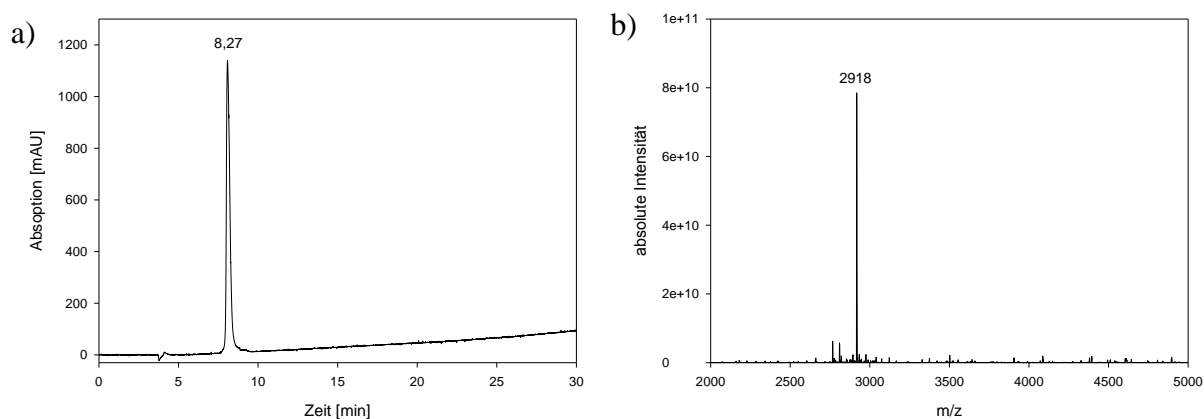 a)
8,27
Absoption [mAU]
1200
1000
800
600
400
200
0
0 5 10 15 20 25 30
Zeit [min]
b)
2918
absolute Intensität
1e+11
8e+10
6e+10
4e+10
2e+10
0
2000 2500 3000 3500 4000 4500 5000
m/z